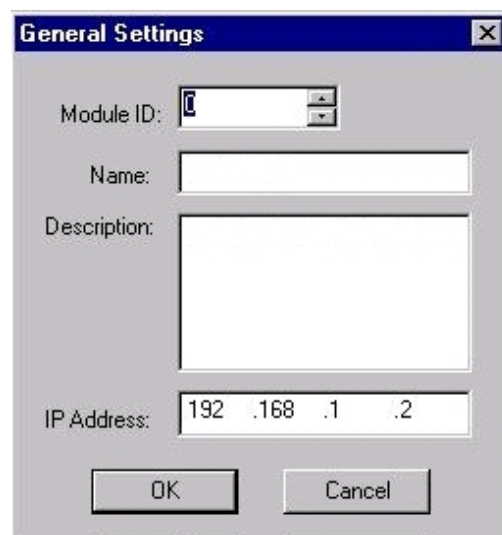 General Settings
Module ID: 0
Name:
Description:
IP Address: 192 .168 .1 .2
OK Cancel